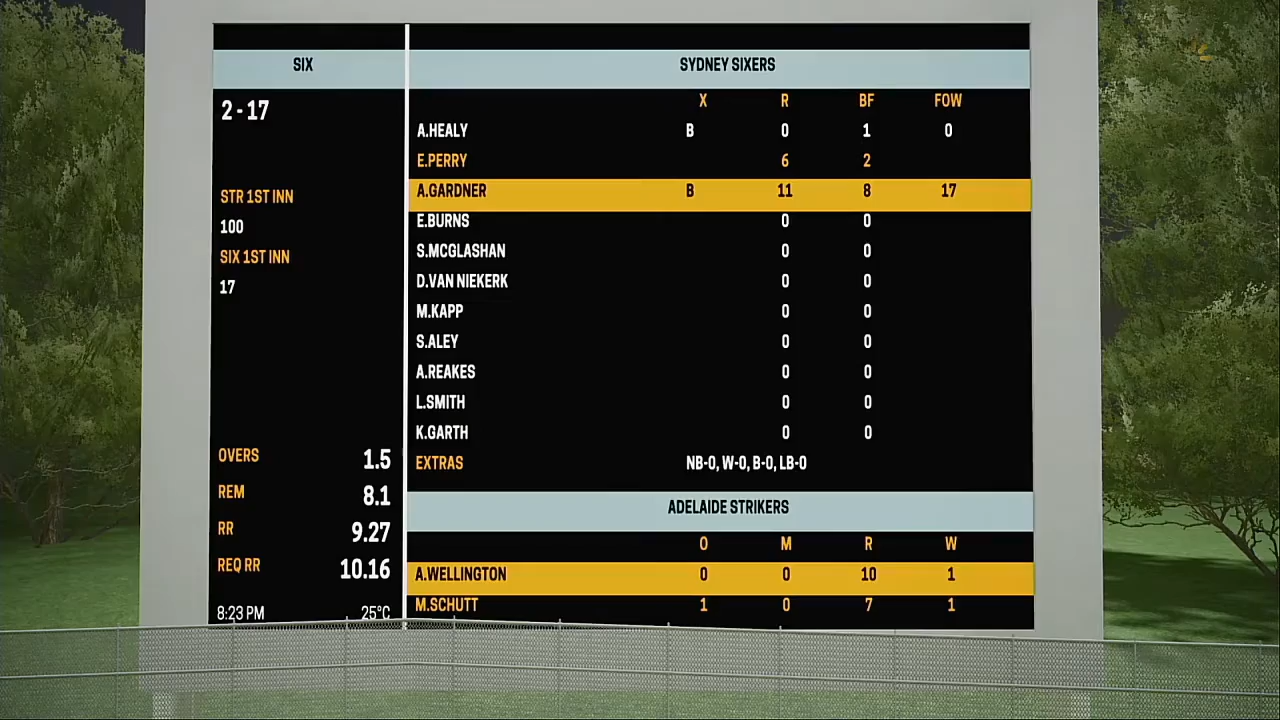 SIX
2 - 17
STR 1ST INN
100
SIX 1ST INN
17
OVERS 1.5
REM 8.1
RR 9.27
REQ RR 10.16
8:23 PM 25°C
SYDNEY SIXERS
X R BF FOW
A.HEALY B 0 1 0
E.PERRY 6 2
A.GARDNER B 11 8 17
E.BURNS 0 0
S.MCGLASHAN 0 0
D.VAN NIEKERK 0 0
M.KAPP 0 0
S.ALEY 0 0
A.REAKES 0 0
L.SMITH 0 0
K.GARTH 0 0
EXTRAS NB-0, W-0, B-0, LB-0
ADELAIDE STRIKERS
O M R W
A.WELLINGTON 0 0 10 1
M.SCHUTT 1 0 7 1